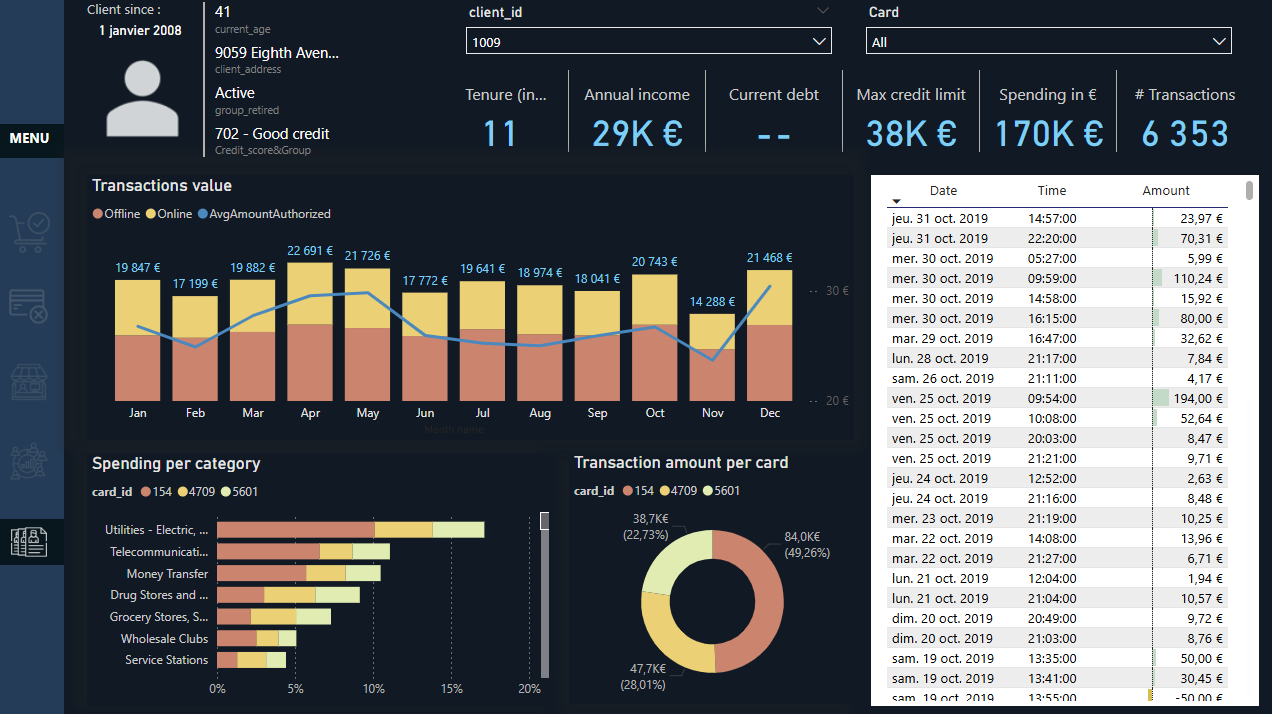 Client since :
1 janvier 2008
41
current_age
9059 Eighth Aven...
client_address
Active
group_retired
702 - Good credit
Credit_score&Group
client_id
1009
Card
All
Tenure (in...
11
Annual income
29K €
Current debt
--
Max credit limit
38K €
Spending in €
170K €
# Transactions
6 353
MENU
Transactions value
Offline Online AvgAmountAuthorized
19 847 € 17 199 € 19 882 € 22 691 € 21 726 € 17 772 € 19 641 € 18 974 € 18 041 € 20 743 € 14 288 € 21 468 €
30 €
20 €
Jan Feb Mar Apr May Jun Jul Aug Sep Oct Nov Dec
Month name
Spending per category
card_id 154 4709 5601
Utilities - Electric, ...
Telecommunicati...
Money Transfer
Drug Stores and ...
Grocery Stores, S...
Wholesale Clubs
Service Stations
0% 5% 10% 15% 20%
Transaction amount per card
card_id 154 4709 5601
38,7K€
(22,73%)
84,0K€
(49,26%)
47,7K€
(28,01%)
Date Time Amount
jeu. 31 oct. 2019 14:57:00 23,97 €
jeu. 31 oct. 2019 22:20:00 70,31 €
mer. 30 oct. 2019 05:27:00 5,99 €
mer. 30 oct. 2019 09:59:00 110,24 €
mer. 30 oct. 2019 14:58:00 15,92 €
mer. 30 oct. 2019 16:15:00 80,00 €
mar. 29 oct. 2019 16:47:00 32,62 €
lun. 28 oct. 2019 21:17:00 7,84 €
sam. 26 oct. 2019 21:11:00 4,17 €
ven. 25 oct. 2019 09:54:00 194,00 €
ven. 25 oct. 2019 10:08:00 52,64 €
ven. 25 oct. 2019 20:03:00 8,47 €
ven. 25 oct. 2019 21:21:00 9,71 €
jeu. 24 oct. 2019 12:52:00 2,63 €
jeu. 24 oct. 2019 21:16:00 8,48 €
mer. 23 oct. 2019 21:19:00 10,25 €
mar. 22 oct. 2019 14:08:00 13,96 €
mar. 22 oct. 2019 21:27:00 6,71 €
lun. 21 oct. 2019 12:04:00 1,94 €
lun. 21 oct. 2019 21:04:00 10,57 €
dim. 20 oct. 2019 20:49:00 9,72 €
dim. 20 oct. 2019 21:03:00 8,76 €
sam. 19 oct. 2019 13:35:00 50,00 €
sam. 19 oct. 2019 13:41:00 30,45 €
sam. 19 oct. 2019 13:55:00 -50,00 €